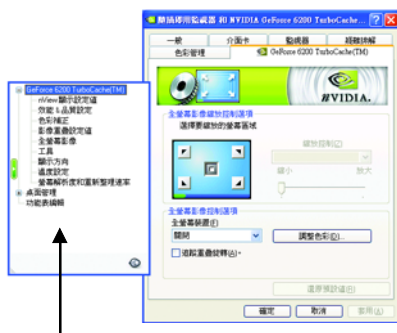 隨插即用監視器 和 NVIDIA GeForce 6200 TurboCache...
一般 介面卡 監視器 疑難排解
色彩管理 GeForce 6200 TurboCache(TM)
NVIDIA.
GeForce 6200 TurboCache(TM)
nView 顯示設定值
效能 & 品質設定
色彩補正
影像重疊設定值
全螢幕影像
工具
顯示方向
溫度設定
螢幕解析度和重新整理速率
桌面管理
功能表編輯
全螢幕影像縮放控制選項
選擇要縮放的螢幕區域
縮放控制(Z)
縮小 放大
全螢幕影像控制選項
全螢幕裝置(F)
關閉
調整色彩(D)...
追蹤重疊旋轉(A)。
還原預設值(R)
確定 取消 套用(A)